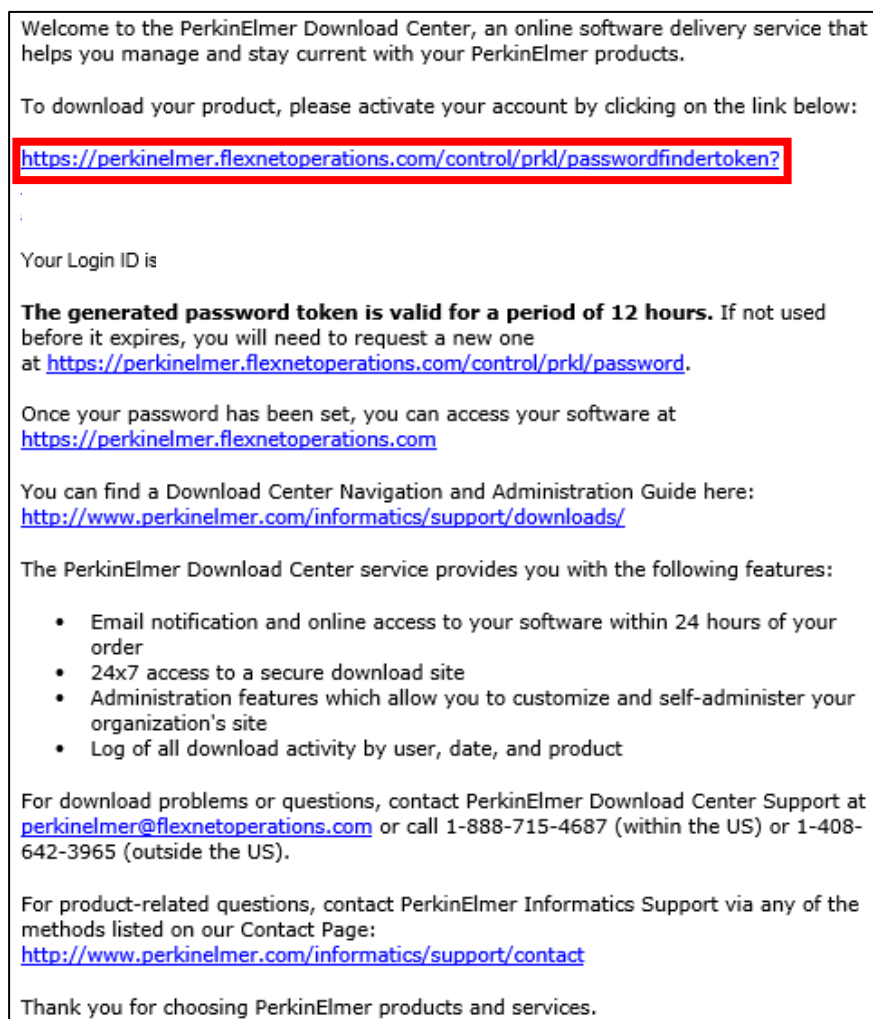 Welcome to the PerkinElmer Download Center, an online software delivery service that
helps you manage and stay current with your PerkinElmer products.
To download your product, please activate your account by clicking on the link below:
https://perkinelmer.flexnetoperations.com/control/prkl/passwordfindertoken?
Your Login ID is
The generated password token is valid for a period of 12 hours. If not used
before it expires, you will need to request a new one
at https://perkinelmer.flexnetoperations.com/control/prkl/password.
Once your password has been set, you can access your software at
https://perkinelmer.flexnetoperations.com
You can find a Download Center Navigation and Administration Guide here:
http://www.perkinelmer.com/informatics/support/downloads/
The PerkinElmer Download Center service provides you with the following features:
• Email notification and online access to your software within 24 hours of your
order
• 24x7 access to a secure download site
• Administration features which allow you to customize and self-administer your
organization's site
• Log of all download activity by user, date, and product
For download problems or questions, contact PerkinElmer Download Center Support at
perkinelmer@flexnetoperations.com or call 1-888-715-4687 (within the US) or 1-408-
642-3965 (outside the US).
For product-related questions, contact PerkinElmer Informatics Support via any of the
methods listed on our Contact Page:
http://www.perkinelmer.com/informatics/support/contact
Thank you for choosing PerkinElmer products and services.